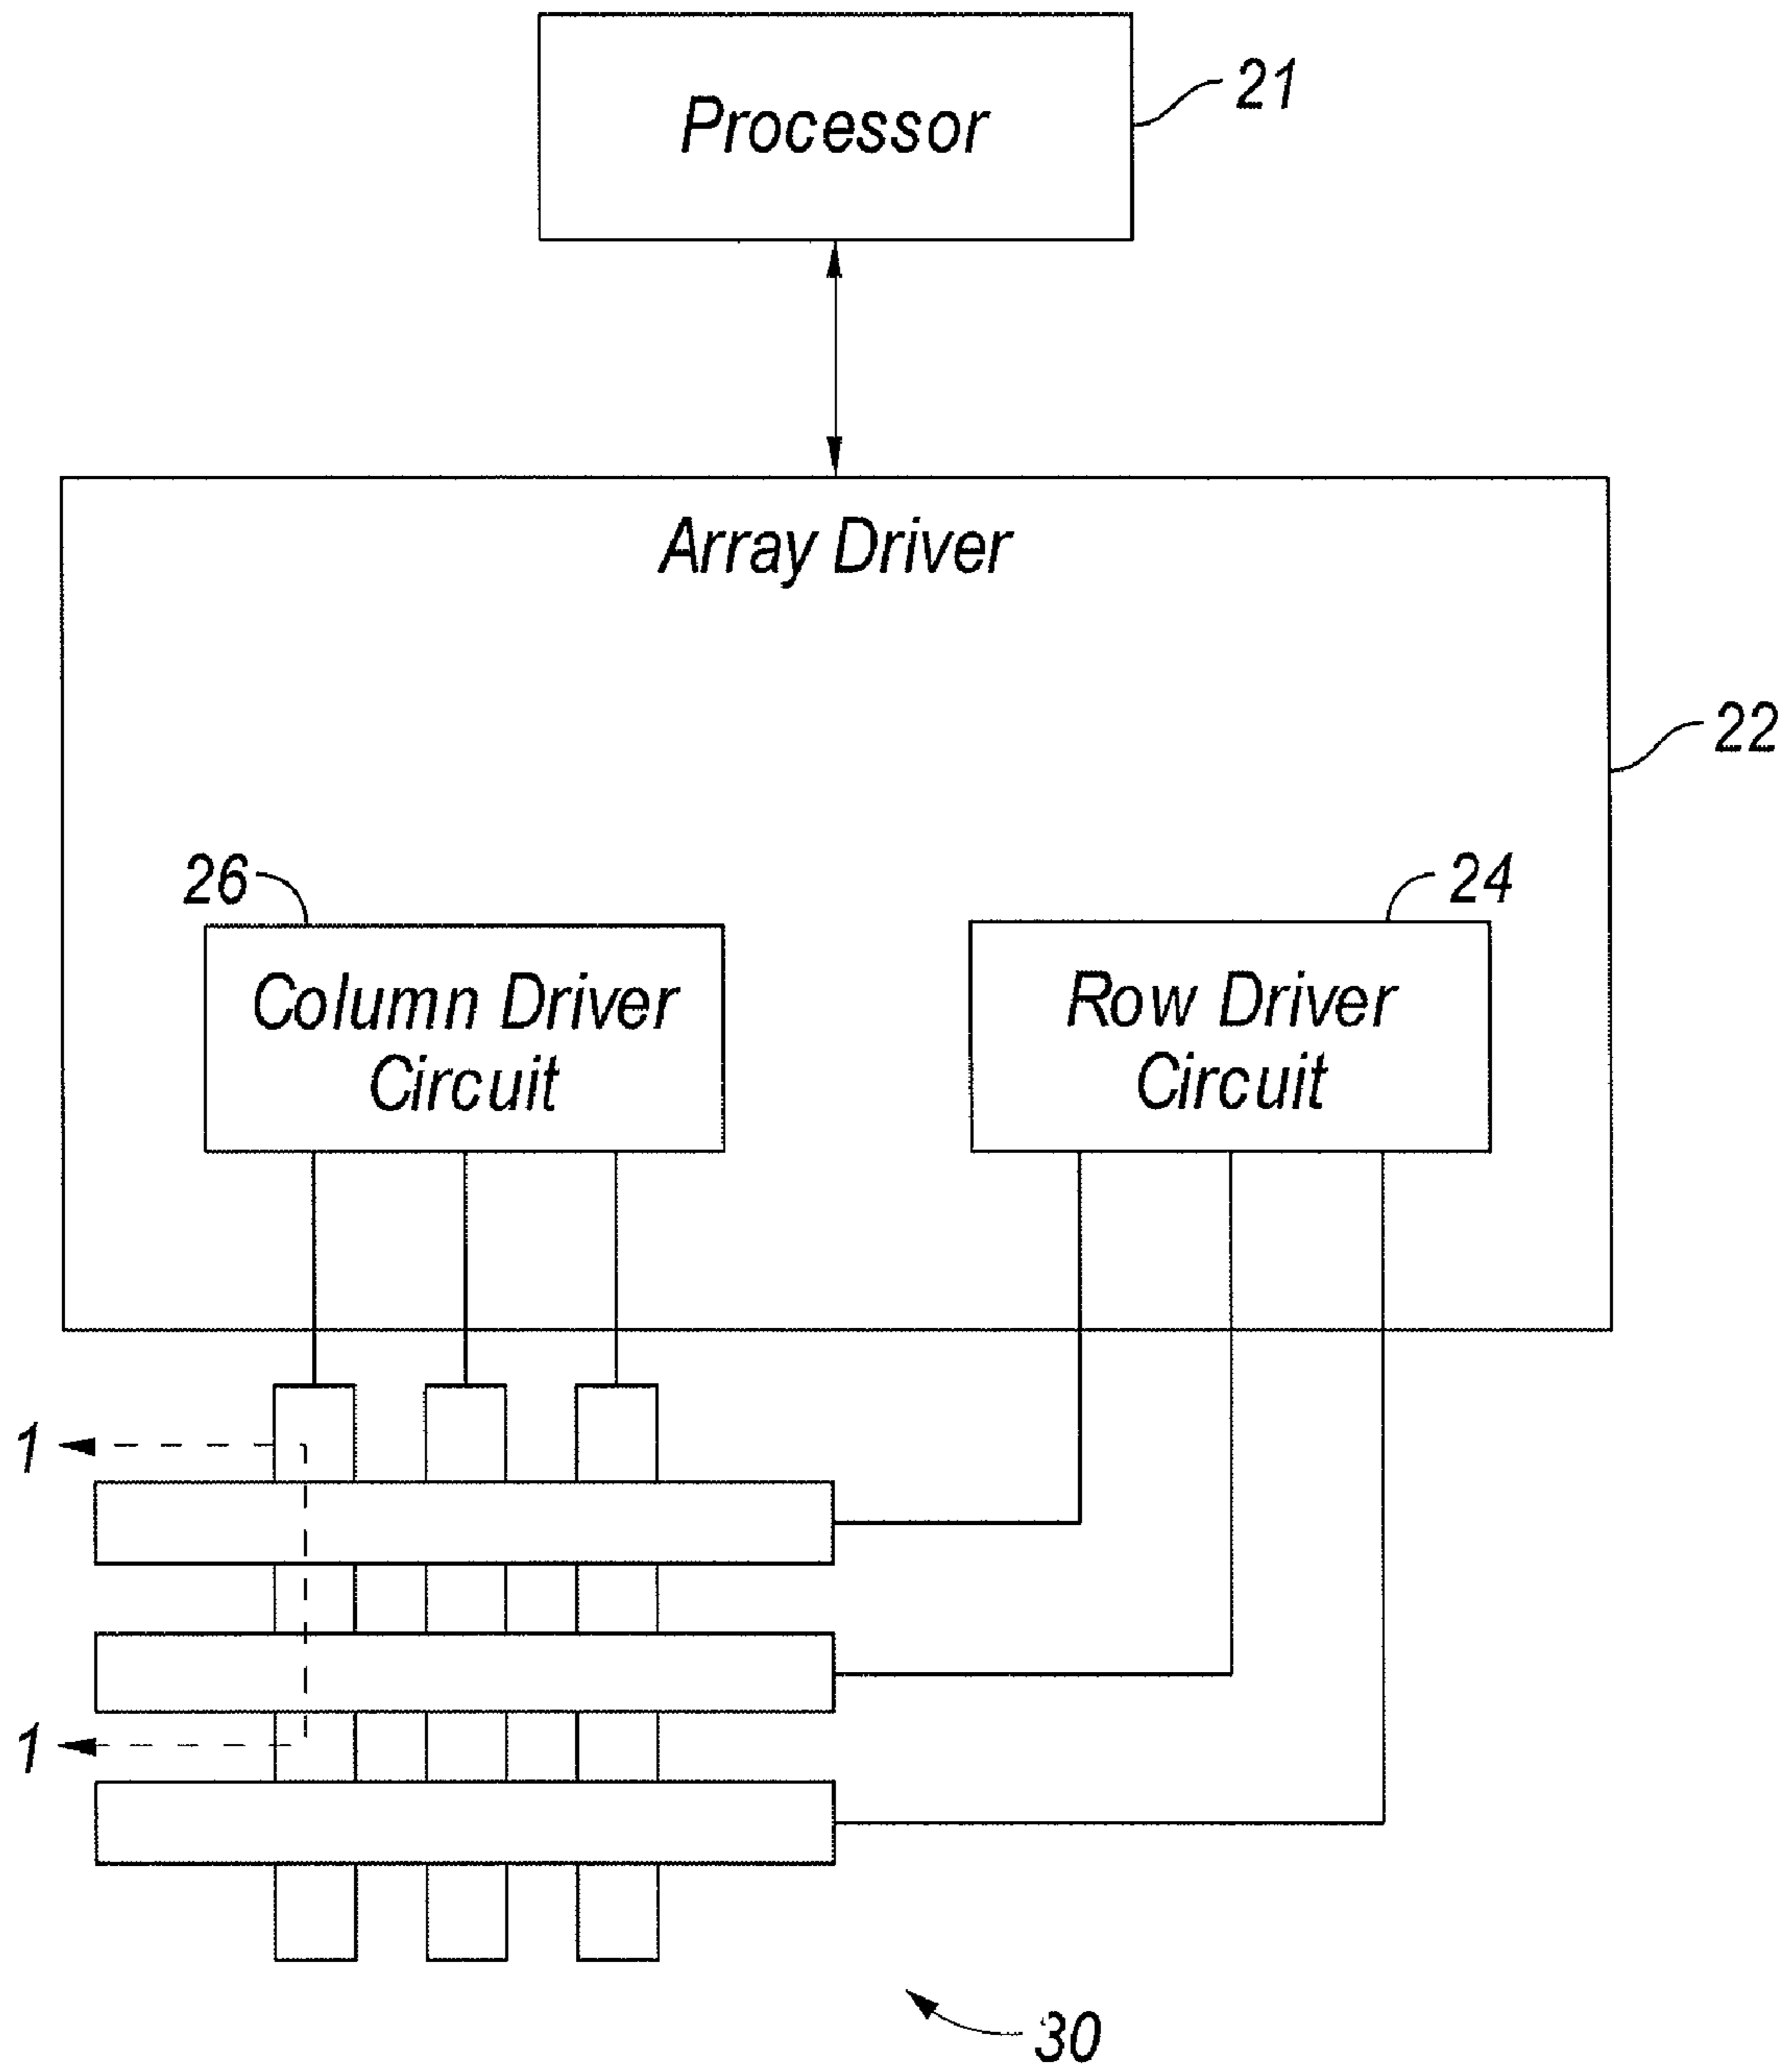 Processor
21
Array Driver
22
26
24
Column Driver
Circuit
Row Driver
Circuit
1
1
30